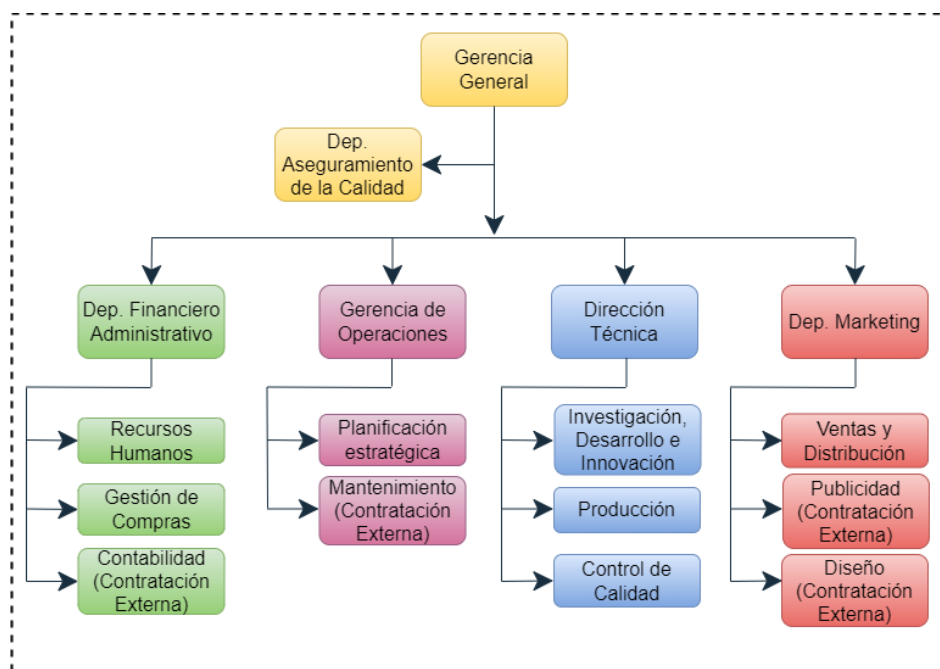 Gerencia
General
Dep.
Aseguramiento
de la Calidad
Dep. Financiero
Administrativo
Gerencia de
Operaciones
Dirección
Técnica
Dep. Marketing
Recursos
Humanos
Gestión de
Compras
Contabilidad
(Contratación
Externa)
Planificación
estratégica
Mantenimiento
(Contratación
Externa)
Investigación,
Desarrollo e
Innovación
Producción
Control de
Calidad
Ventas y
Distribución
Publicidad
(Contratación
Externa)
Diseño
(Contratación
Externa)